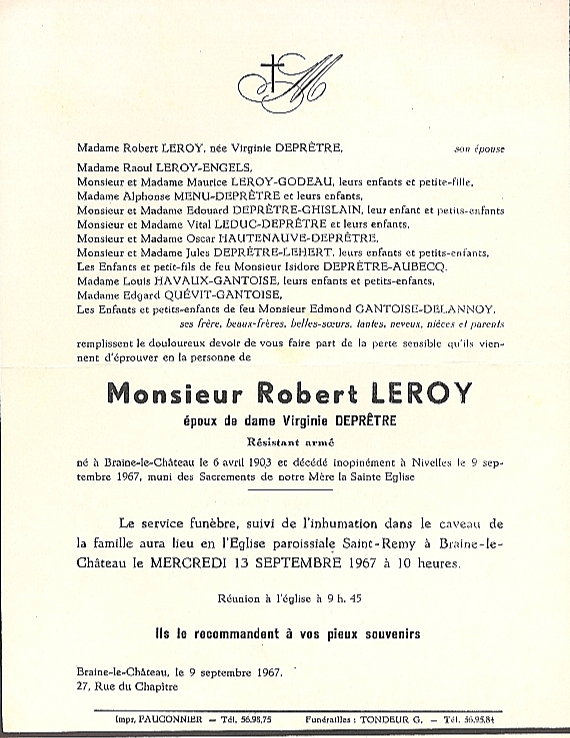 M
Madame Robert LEROY, née Virginie DEPRÊTRE, son épouse
Madame Raoul LEROY-ENGELS,
Monsieur et Madame Maurice LEROY-GODEAU, leurs enfants et petite-fille,
Madame Alphonse MENU-DEPRÊTRE et leurs enfants,
Monsieur et Madame Edouard DEPRÊTRE-GHISLAIN, leur enfant et petits-enfants
Monsieur et Madame Vital LEDUC-DEPRÊTRE et leurs enfants,
Monsieur et Madame Oscar HAUTENAUVE-DEPRÊTRE,
Monsieur et Madame Jules DEPRÊTRE-LEHERT, leurs enfants et petits-enfants,
Les Enfants et petit-fils de feu Monsieur Isidore DEPRÊTRE-AUBECQ.
Madame Louis HAVAUX-GANTOISE, leurs enfants et petits-enfants,
Madame Edgard QUÉVIT-GANTOISE,
Les Enfants et petits-enfants de feu Monsieur Edmond GANTOISE-DELANNOY,
ses frère, beaux-frères, belles-sœurs, tantes, neveux, nièces et parents
remplissent le douloureux devoir de vous faire part de la perte sensible qu'ils vien-
nent d'éprouver en la personne de
Monsieur Robert LEROY
époux de dame Virginie DEPRÊTRE
Résistant armé
né à Braine-le-Château le 6 avril 1903 et décédé inopinément à Nivelles le 9 sep-
tembre 1967, muni des Sacrements de notre Mère la Sainte Eglise
Le service funèbre, suivi de l'inhumation dans le caveau de
la famille aura lieu en l'Eglise paroissiale Saint-Remy à Braine-le-
Château le MERCREDI 13 SEPTEMBRE 1967 à 10 heures.
Réunion à l'église à 9 h. 45
Ils le recommandent à vos pieux souvenirs
Braine-le-Château, le 9 septembre 1967.
27, Rue du Chapitre
Impr. FAUCONNIER — Tél. 56.98.75 Funérailles : TONDEUR G. — Tél. 56.95.84